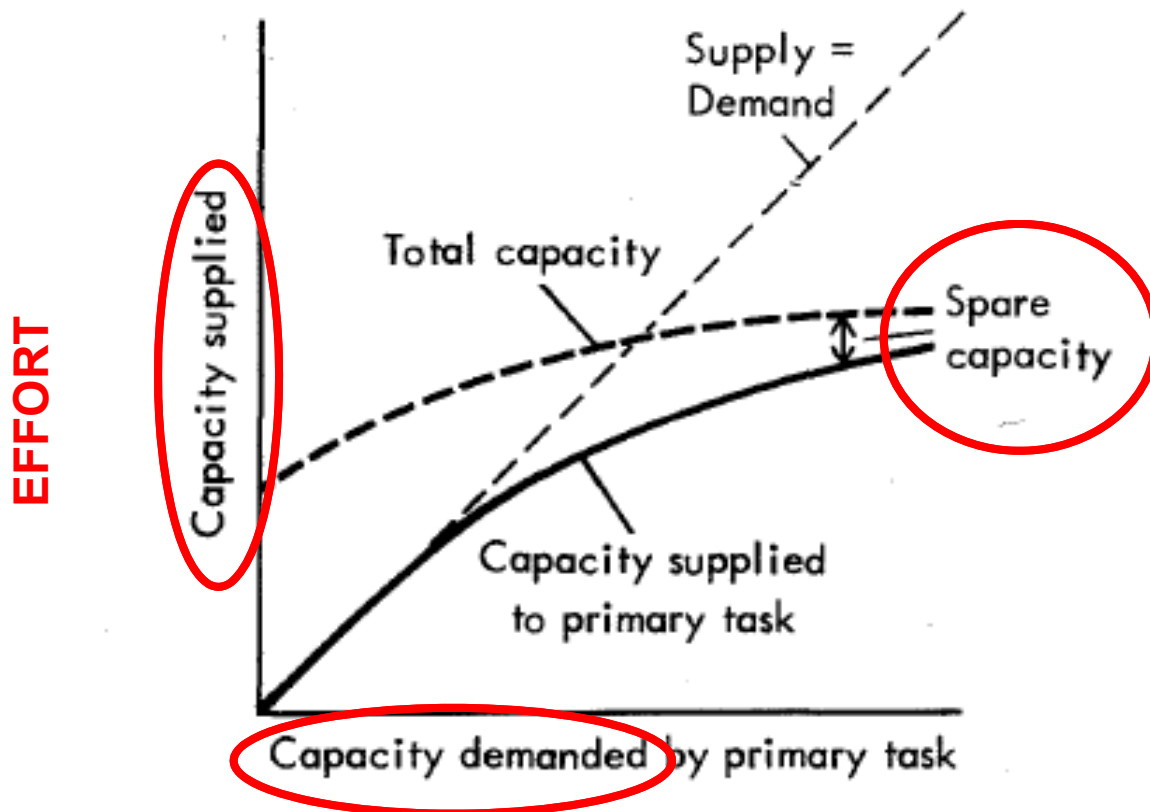 Supply =
Demand
Total capacity
Spare
capacity
Capacity supplied
EFFORT
Capacity supplied
to primary task
Capacity demanded by primary task